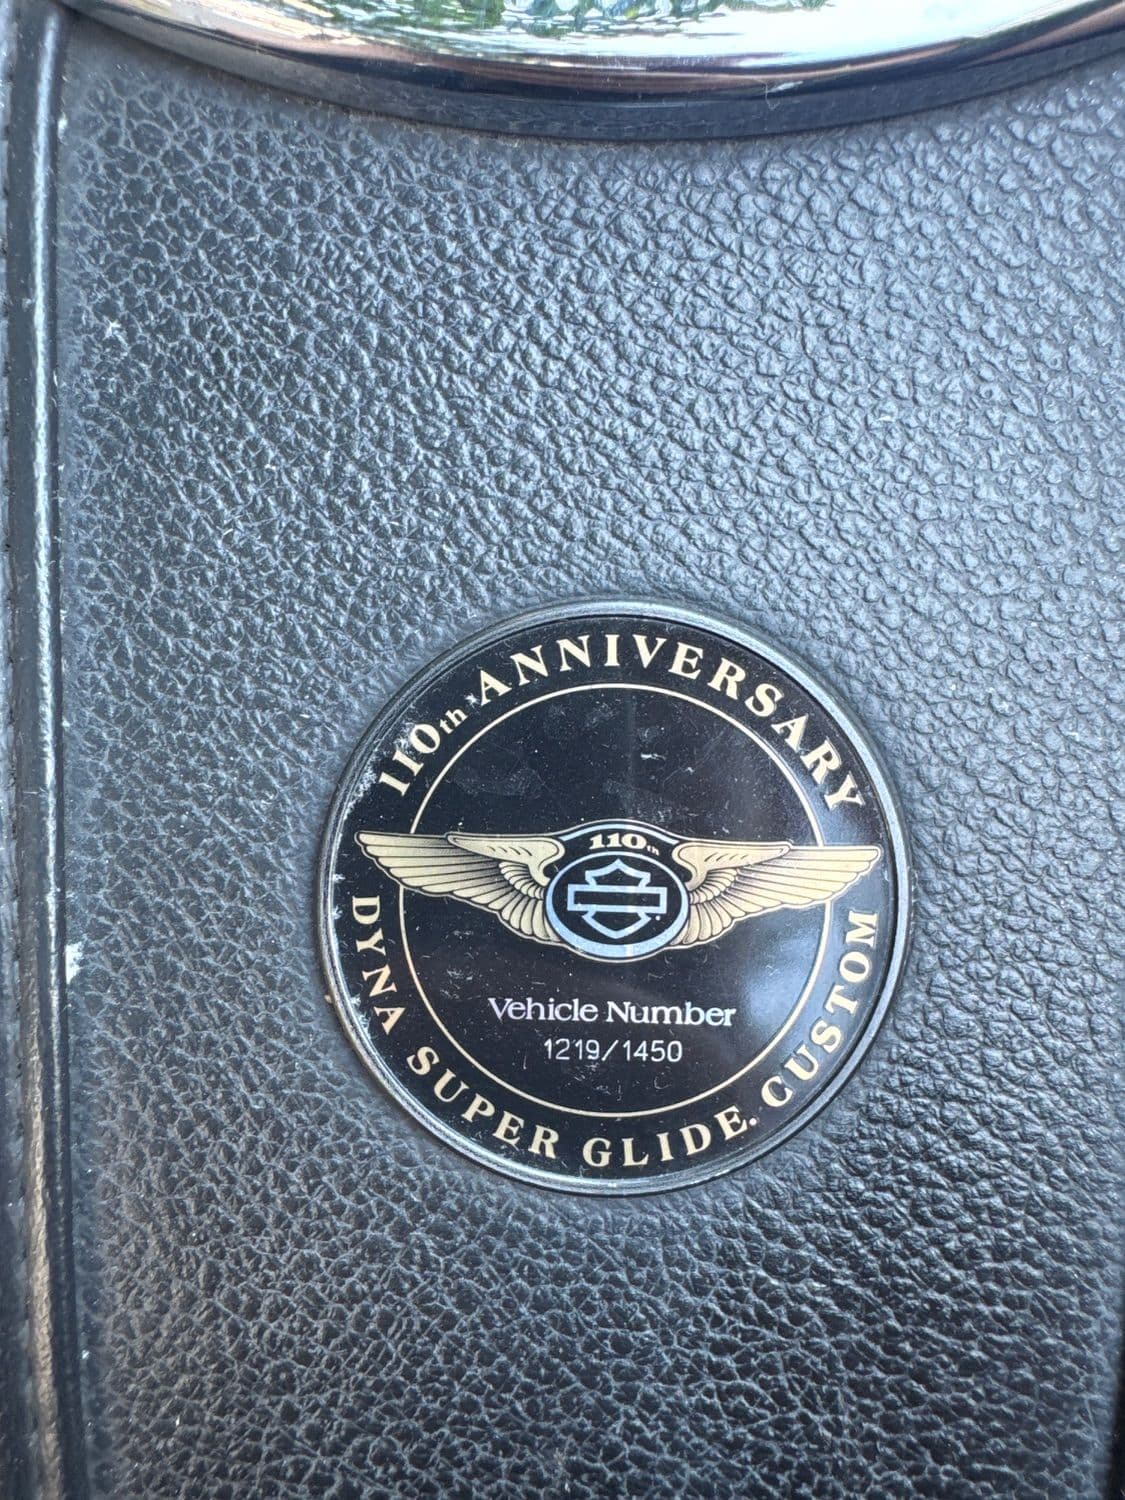 110th ANNIVERSARY
110th
Vehicle Number
1219/1450
DYNA SUPER GLIDE. CUSTOM